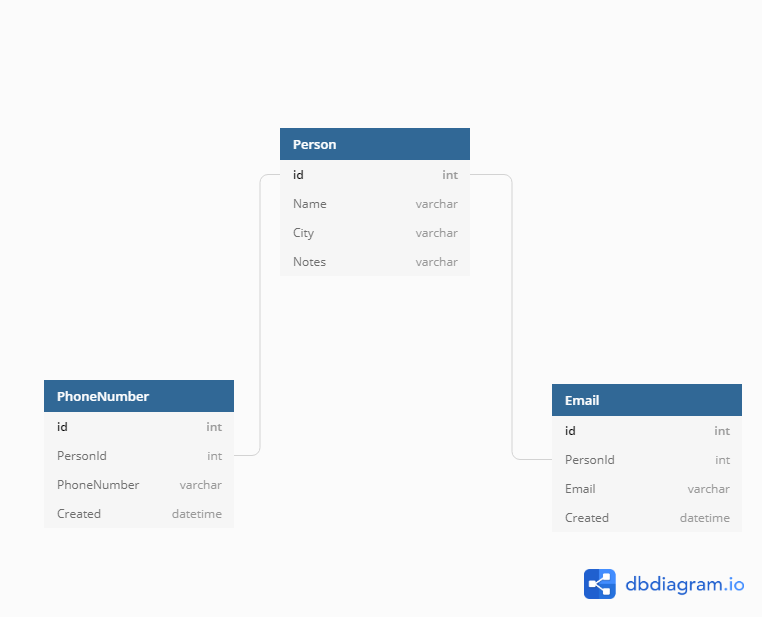 Person
id int
Name varchar
City varchar
Notes varchar
PhoneNumber
id int
PersonId int
PhoneNumber varchar
Created datetime
Email
id int
PersonId int
Email varchar
Created datetime
dbdiagram.io